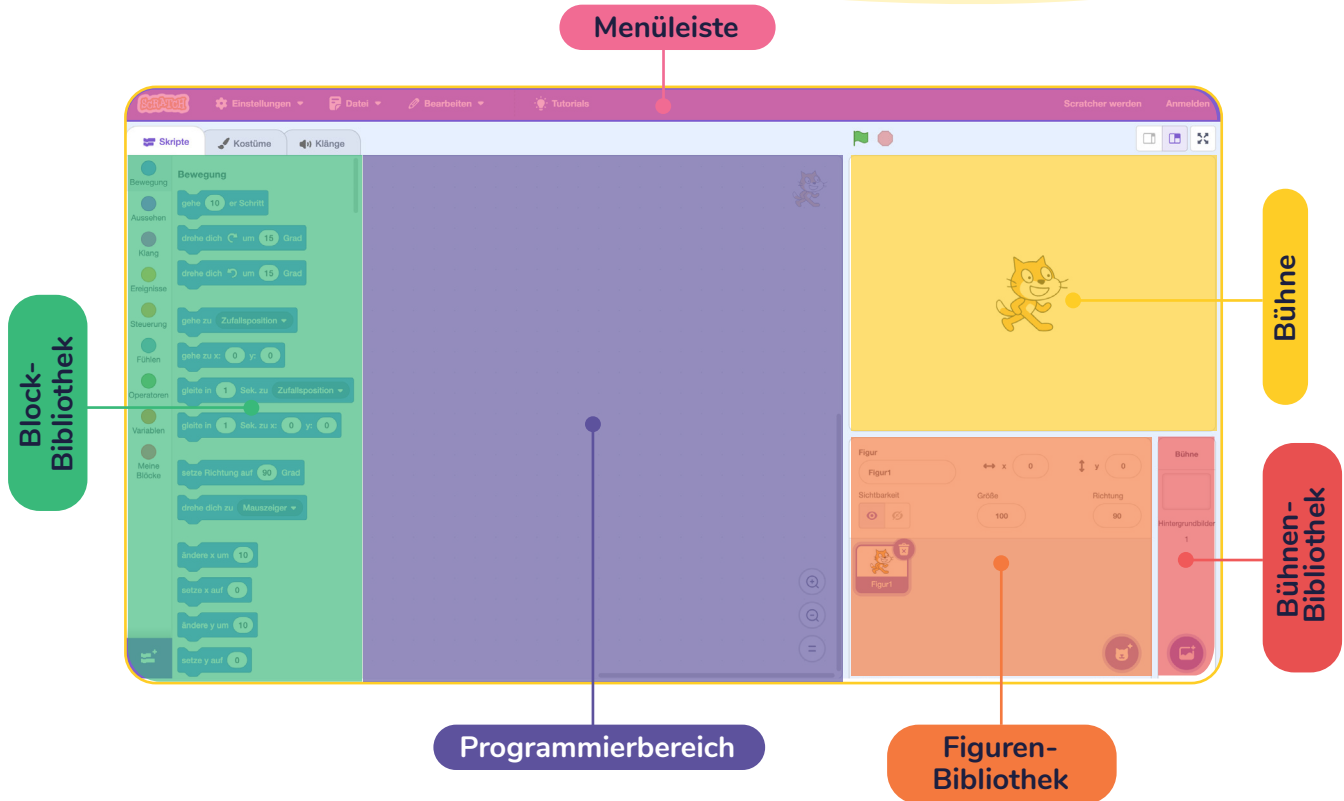 Menüleiste
SCRATCH
Einstellungen
Datei
Bearbeiten
Tutorials
Scratcher werden
Anmelden
Skripte
Kostüme
Klänge
Bewegung
Aussehen
Klang
Ereignisse
Steuerung
Fühlen
Operatoren
Variablen
Meine
Blöcke
Bewegung
gehe 10 er Schritt
drehe dich um 15 Grad
drehe dich um 15 Grad
gehe zu Zufallsposition
gehe zu x: 0 y: 0
gleite in 1 Sek. zu Zufallsposition
gleite in 1 Sek. zu x: 0 y: 0
setze Richtung auf 90 Grad
drehe dich zu Mauszeiger
ändere x um 10
setze x auf 0
ändere y um 10
setze y auf 0
Figur
Figur1
x 0
y 0
Sichtbarkeit
Größe
100
Richtung
90
Figur1
Bühne
Hintergrundbilder
1
Block-
Bibliothek
Bühne
Bühnen-
Bibliothek
Programmierbereich
Figuren-
Bibliothek